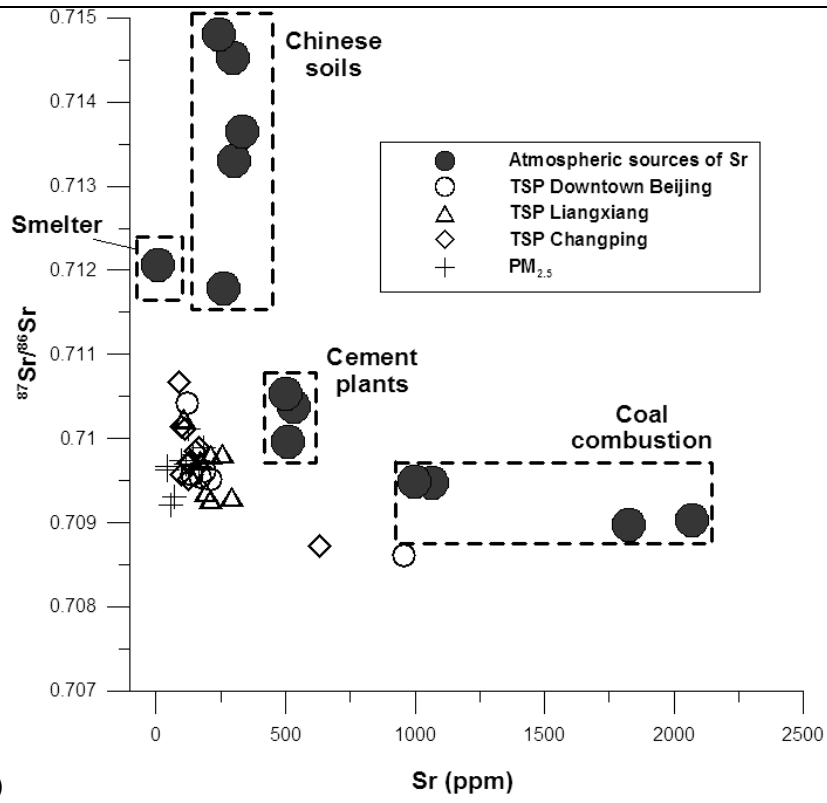 0.715
0.714
0.713
0.712
0.711
0.71
0.709
0.708
0.707
87Sr/86Sr
Chinese
soils
Smelter
Atmospheric sources of Sr
TSP Downtown Beijing
TSP Liangxiang
TSP Changping
PM2.5
Cement
plants
Coal
combustion
0
500
1000
1500
2000
2500
Sr (ppm)
)